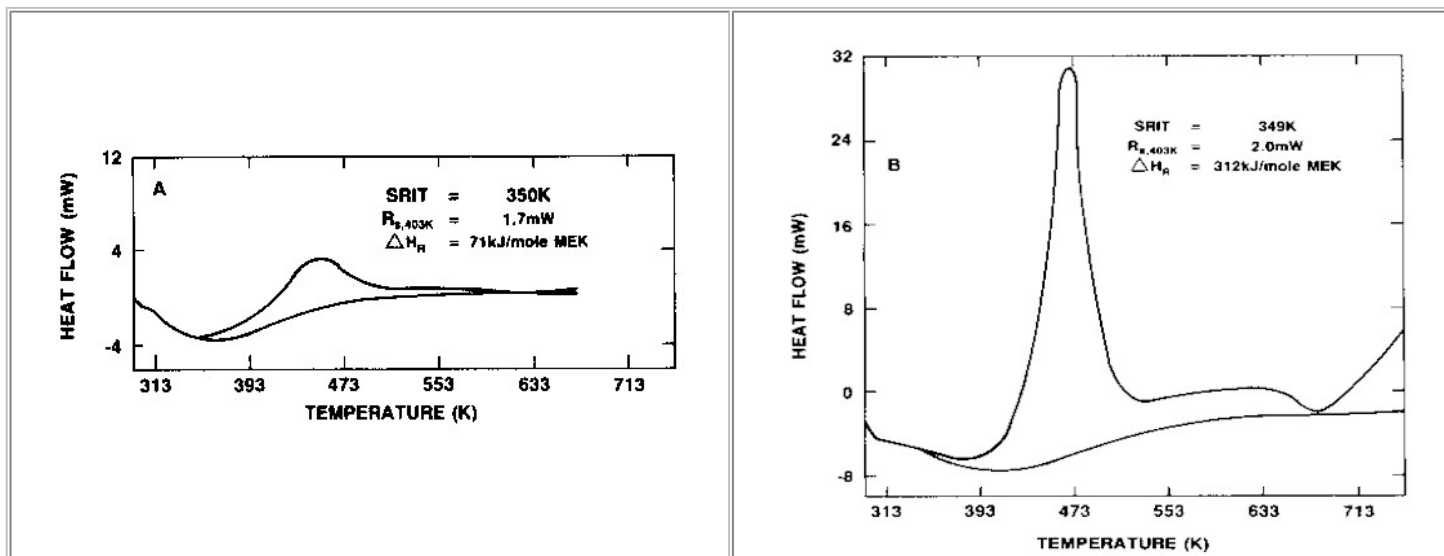 12
4
-4
HEAT FLOW (mW)
A
SRIT = 350K
Rs,403K = 1.7mW
△HR = 71kJ/mole MEK
313 393 473 553 633 713
TEMPERATURE (K)
32
24
16
8
0
-8
HEAT FLOW (mW)
B
SRIT = 349K
Rs,403K = 2.0mW
△HR = 312kJ/mole MEK
313 393 473 553 633 713
TEMPERATURE (K)